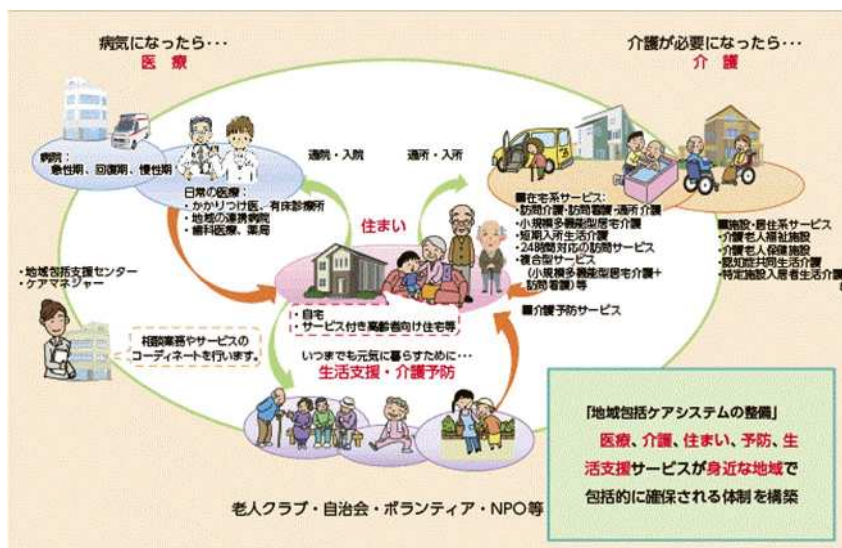 病気になったら･･･
医 療
介護が必要になったら･･･
介 護
病院：
急性期、回復期、慢性期
日常の医療：
・かかりつけ医、有床診療所
・地域の連携病院
・歯科医療、薬局
通院・入院
通所・入所
住まい
■在宅系サービス：
・訪問介護・訪問看護・通所介護
・小規模多機能型居宅介護
・短期入所生活介護
・24時間対応の訪問サービス
・複合型サービス
（小規模多機能型居宅介護＋
訪問看護）等
■介護予防サービス
■施設・居住系サービス
・介護老人福祉施設
・介護老人保健施設
・認知症共同生活介護
・特定施設入居者生活介護
・地域包括支援センター
・ケアマネジャー
相談業務やサービスの
コーディネートを行います。
・自宅
・サービス付き高齢者向け住宅等
いつまでも元気に暮らすために･･･
生活支援・介護予防
老人クラブ・自治会・ボランティア・NPO等
「地域包括ケアシステムの整備」
医療、介護、住まい、予防、生
活支援サービスが身近な地域で
包括的に確保される体制を構築